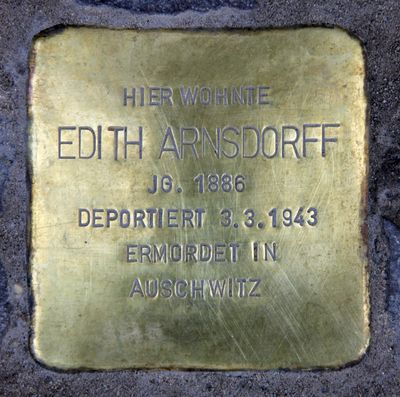 HIER WOHNTE
EDITH ARNSDORFF
JG. 1886
DEPORTIERT 3.3.1943
ERMORDET IN
AUSCHWITZ